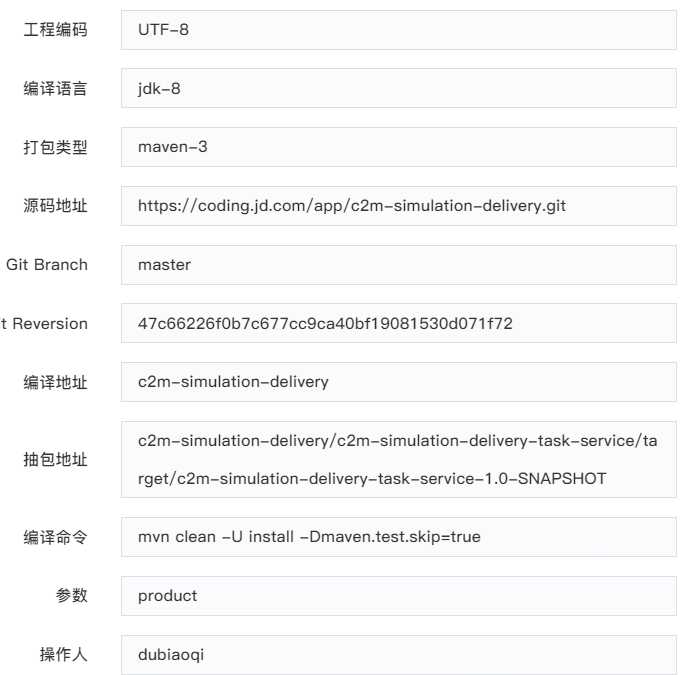 工程编码 UTF-8
编译语言 jdk-8
打包类型 maven-3
源码地址 https://coding.jd.com/app/c2m-simulation-delivery.git
Git Branch master
t Reversion 47c66226f0b7c677cc9ca40bf19081530d071f72
编译地址 c2m-simulation-delivery
抽包地址 c2m-simulation-delivery/c2m-simulation-delivery-task-service/ta
rget/c2m-simulation-delivery-task-service-1.0-SNAPSHOT
编译命令 mvn clean -U install -Dmaven.test.skip=true
参数 product
操作人 dubiaoqi